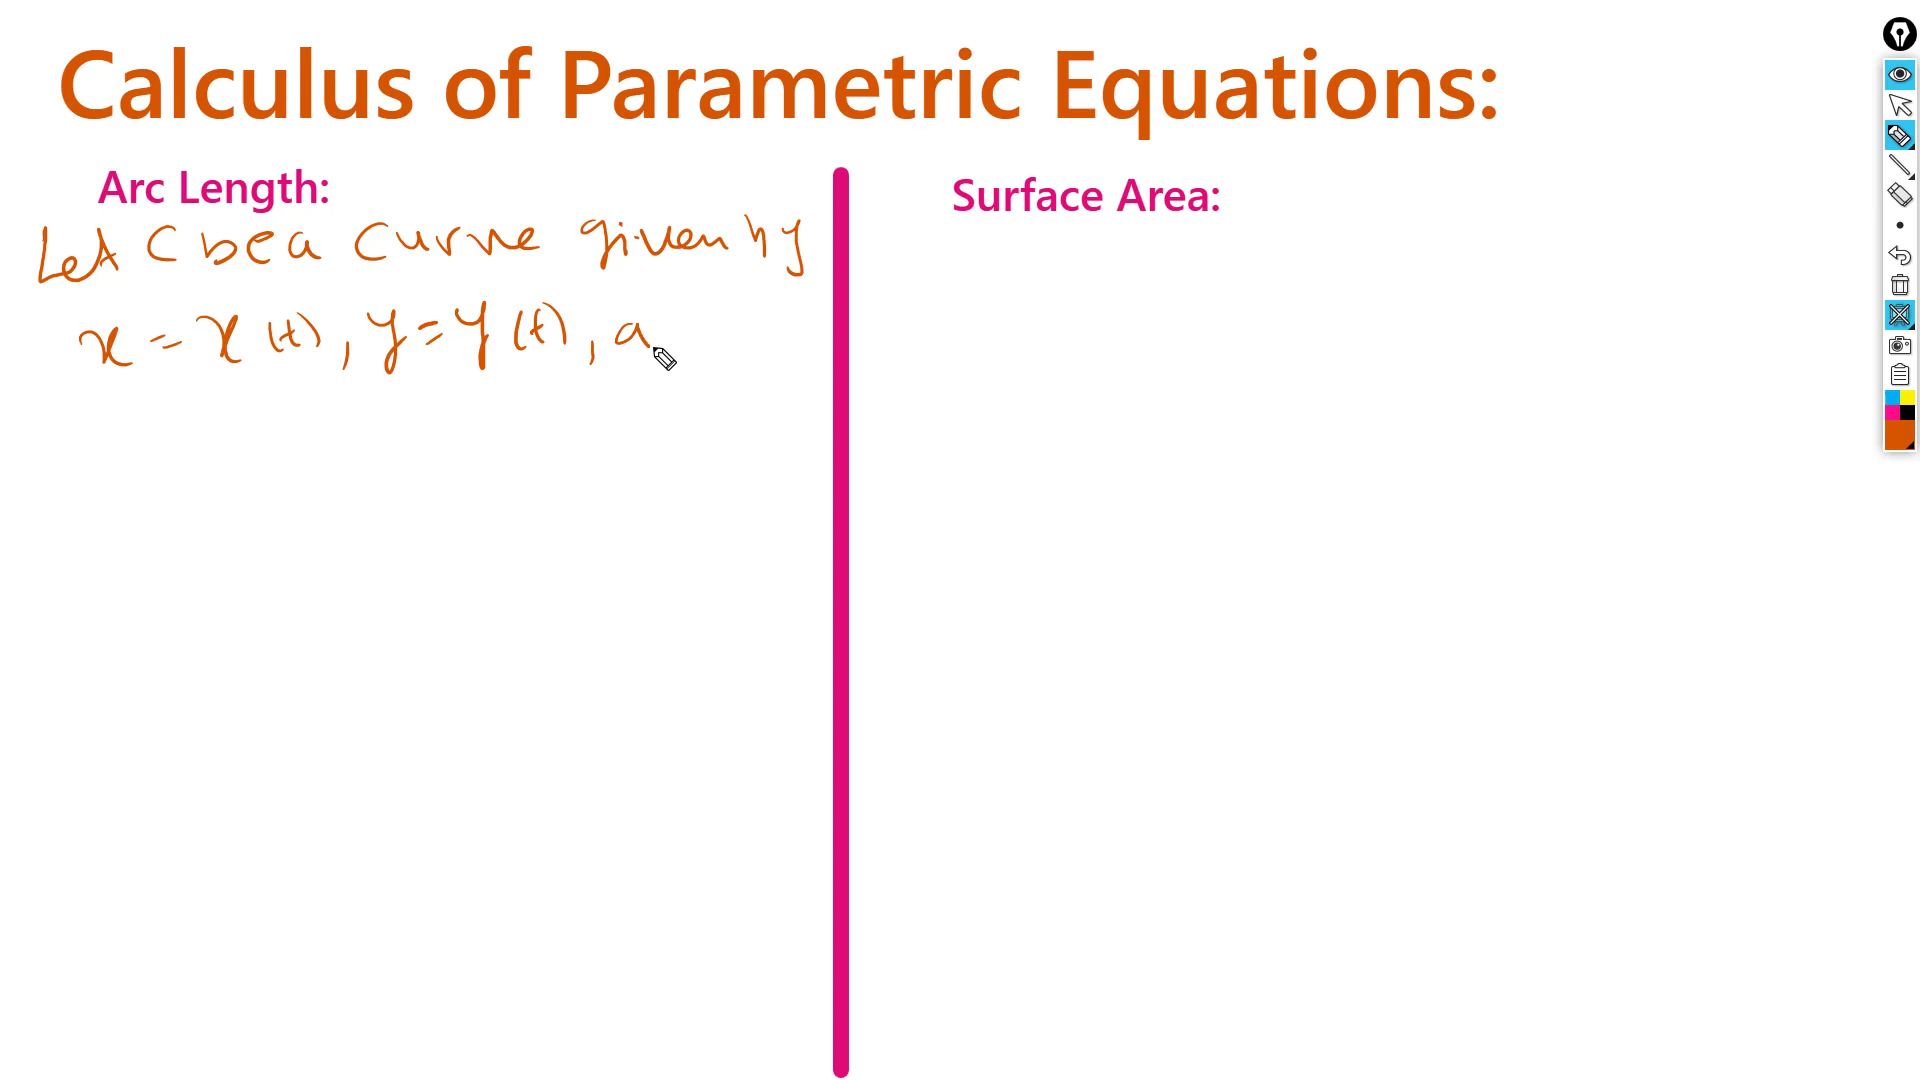 Calculus of Parametric Equations:
Arc Length:
Let C be a curve given by
x = x(t), y = y(t), a
Surface Area: